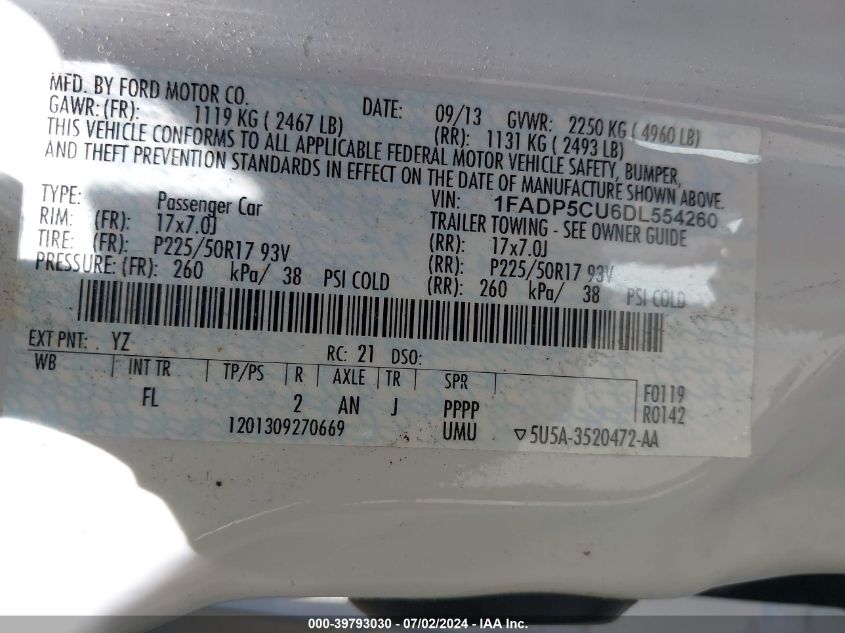 MFD. BY FORD MOTOR CO. DATE: 09/13 GVWR: 2250 KG ( 4960 LB)
GAWR: (FR): 1119 KG ( 2467 LB) (RR): 1131 KG ( 2493 LB)
THIS VEHICLE CONFORMS TO ALL APPLICABLE FEDERAL MOTOR VEHICLE SAFETY, BUMPER,
AND THEFT PREVENTION STANDARDS IN EFFECT ON THE DATE OF MANUFACTURE SHOWN ABOVE.
VIN: 1FADP5CU6DL554260
TYPE: Passenger Car TRAILER TOWING - SEE OWNER GUIDE
RIM: (FR): 17x7.0J (RR): 17x7.0J
TIRE: (FR): P225/50R17 93V (RR): P225/50R17 93V
PRESSURE: (FR): 260 kPa/ 38 PSI COLD (RR): 260 kPa/ 38 PSI COLD
EXT PNT: YZ RC: 21 DSO:
WB INT TR TP/PS R AXLE TR SPR F0119
FL 2 AN J PPPP R0142
1201309270669 UMU ▽5U5A-3520472-AA
000-39793030 - 07/02/2024 - IAA Inc.